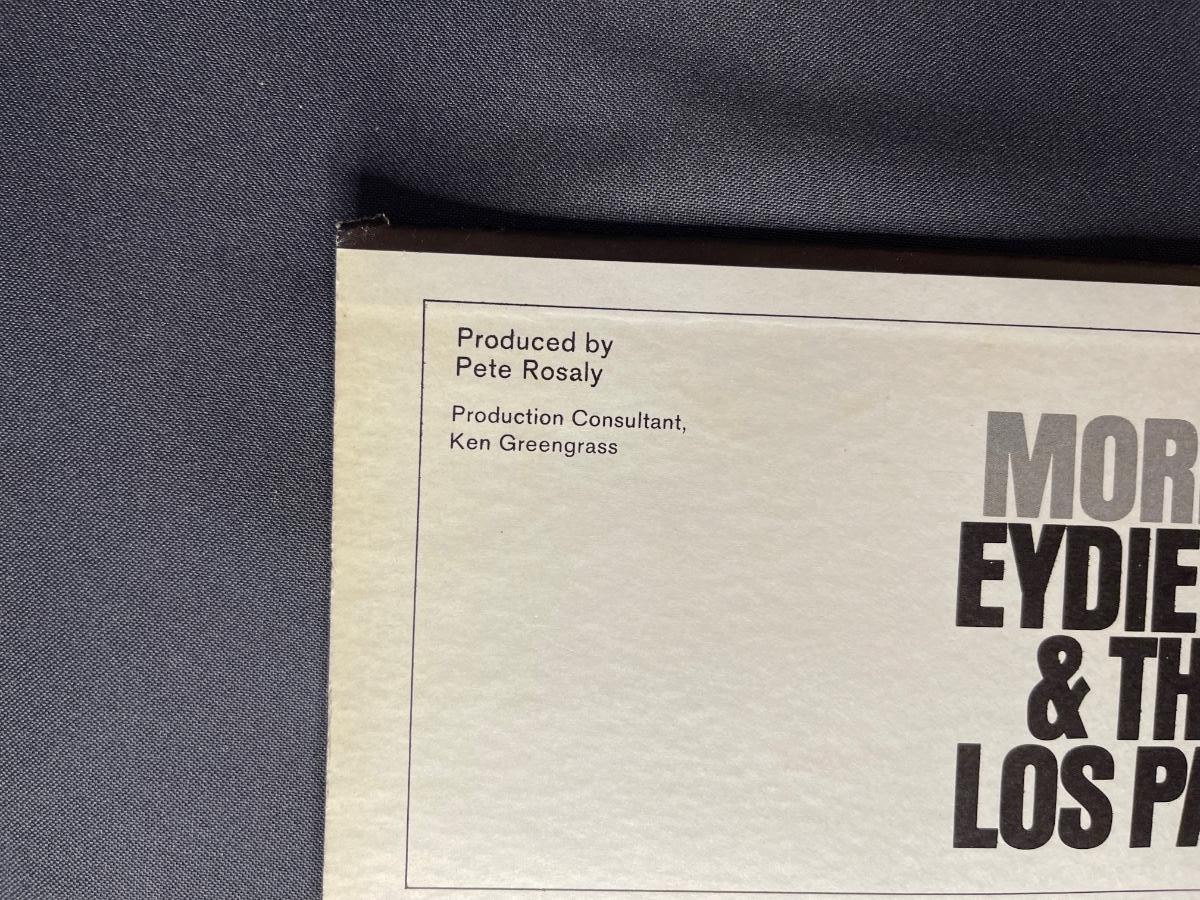 Produced by
Pete Rosaly
Production Consultant,
Ken Greengrass
MOR
EYDIE
& TH
LOS PA